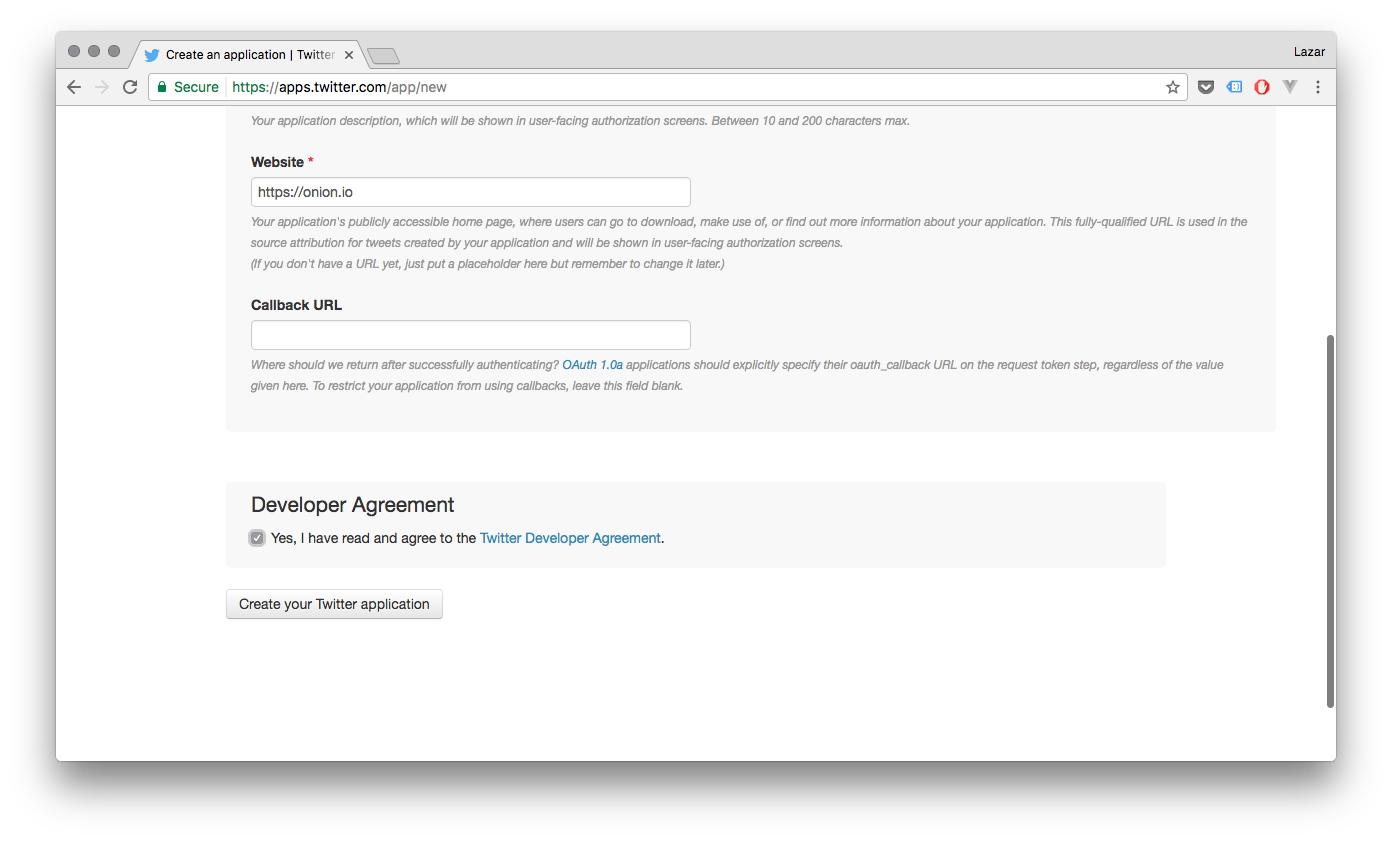 Create an application | Twitter
Lazar
Secure https://apps.twitter.com/app/new
Your application description, which will be shown in user-facing authorization screens. Between 10 and 200 characters max.
Website *
https://onion.io
Your application's publicly accessible home page, where users can go to download, make use of, or find out more information about your application. This fully-qualified URL is used in the
source attribution for tweets created by your application and will be shown in user-facing authorization screens.
(If you don't have a URL yet, just put a placeholder here but remember to change it later.)
Callback URL
Where should we return after successfully authenticating? OAuth 1.0a applications should explicitly specify their oauth_callback URL on the request token step, regardless of the value
given here. To restrict your application from using callbacks, leave this field blank.
Developer Agreement
Yes, I have read and agree to the Twitter Developer Agreement.
Create your Twitter application